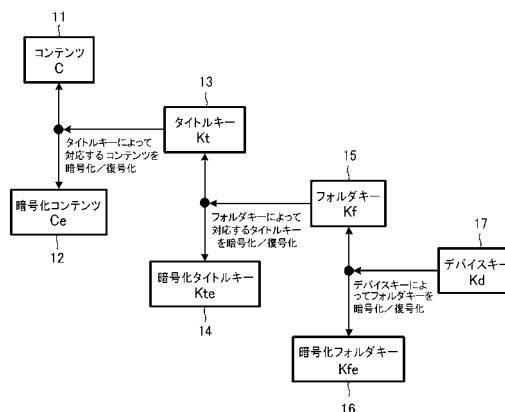 11
コンテンツ
C
13
タイトルキー
Kt
タイトルキーによって
対応するコンテンツを
暗号化/復号化
15
フォルダキー
Kf
暗号化コンテンツ
Ce
12
フォルダキーによって
対応するタイトルキー
を暗号化/復号化
17
デバイスキー
Kd
暗号化タイトルキー
Kte
14
デバイスキーによ
ってフォルダキーを
暗号化/復号化
暗号化フォルダキー
Kfe
16